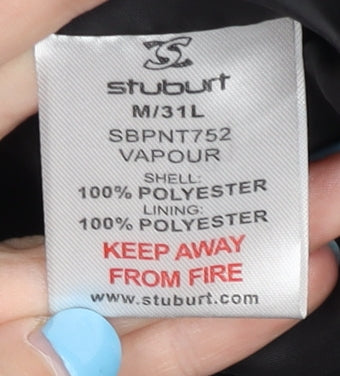 stuburt
M/31L
SBPNT752
VAPOUR
SHELL:
100% POLYESTER
LINING:
100% POLYESTER
KEEP AWAY
FROM FIRE
www.stuburt.com